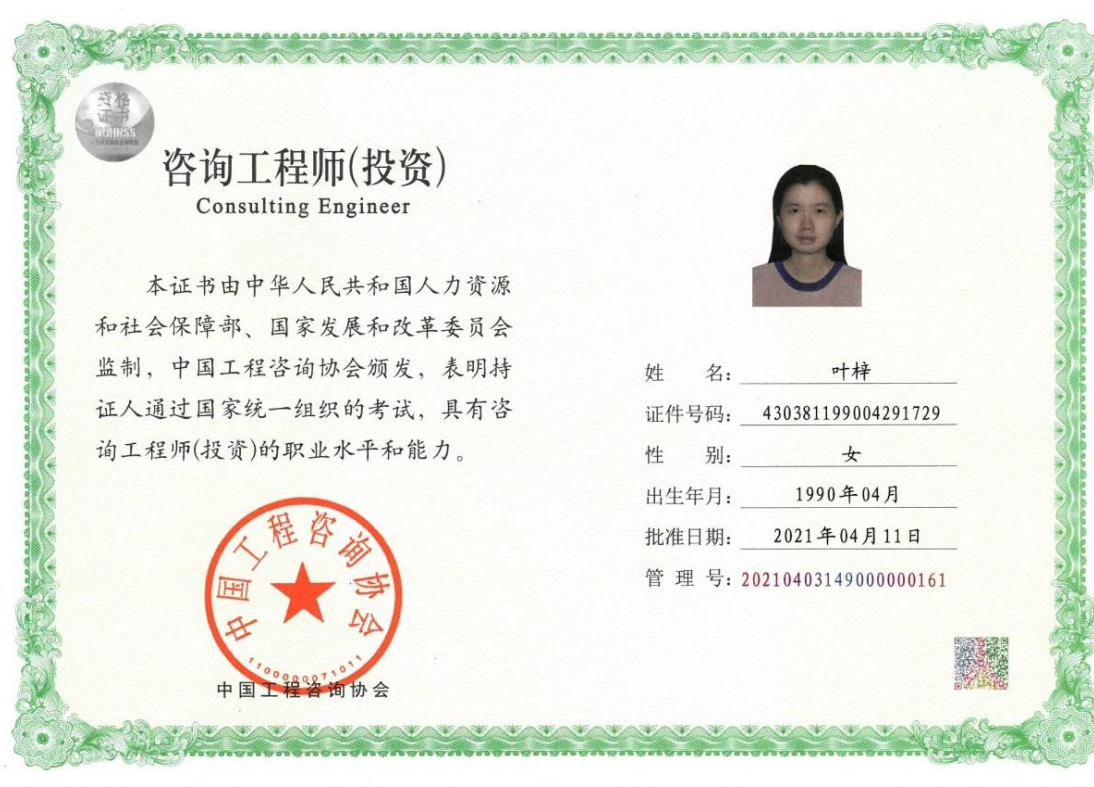 资格
证书
MOHRSS
咨询工程师(投资)
Consulting Engineer
本证书由中华人民共和国人力资源
和社会保障部、国家发展和改革委员会
监制，中国工程咨询协会颁发，表明持
证人通过国家统一组织的考试，具有咨
询工程师(投资)的职业水平和能力。
中国工程咨询协会
1100000071011
中国工程咨询协会
姓 名: 叶梓
证件号码: 430381199004291729
性 别: 女
出生年月: 1990年04月
批准日期: 2021年04月11日
管 理 号: 20210403149000000161